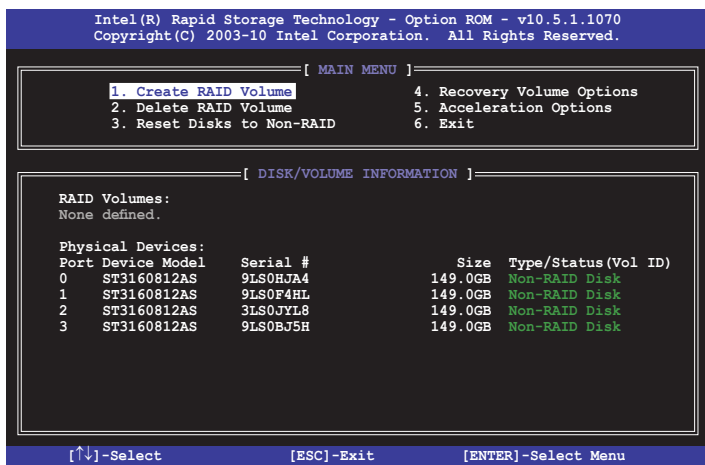 Intel(R) Rapid Storage Technology - Option ROM - v10.5.1.1070
Copyright(C) 2003-10 Intel Corporation. All Rights Reserved.
[ MAIN MENU ]
1. Create RAID Volume 4. Recovery Volume Options
2. Delete RAID Volume 5. Acceleration Options
3. Reset Disks to Non-RAID 6. Exit
[ DISK/VOLUME INFORMATION ]
RAID Volumes:
None defined.
Physical Devices:
Port Device Model Serial # Size Type/Status(Vol ID)
0 ST3160812AS 9LS0HJA4 149.0GB Non-RAID Disk
1 ST3160812AS 9LS0F4HL 149.0GB Non-RAID Disk
2 ST3160812AS 3LS0JYL8 149.0GB Non-RAID Disk
3 ST3160812AS 9LS0BJ5H 149.0GB Non-RAID Disk
[↑↓]-Select [ESC]-Exit [ENTER]-Select Menu